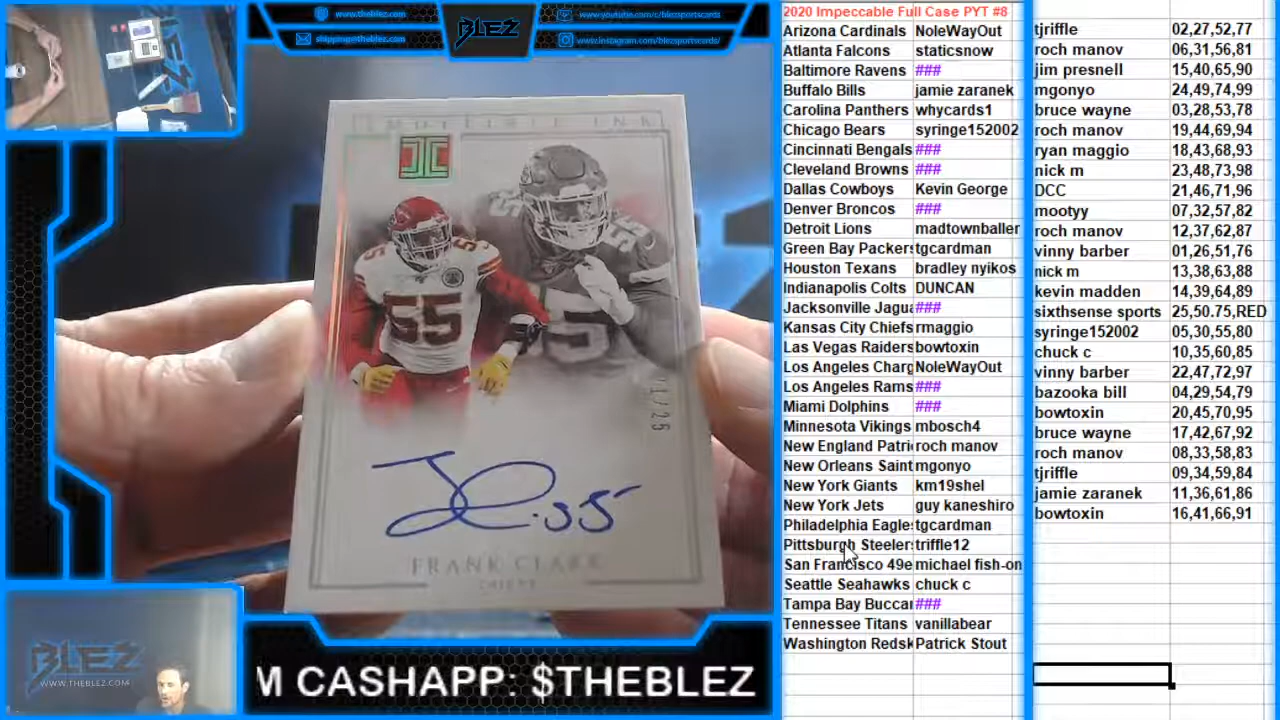 www.theblez.com
shipping@theblez.com
BLEZ
www.youtube.com/c/blezsportscards
www.instagram.com/blezsportscards/
INDELIBLE INK
55
FRANK CLARK
CHIEFS
BLEZ
WWW.THEBLEZ.COM
M CASHAPP: $THEBLEZ
2020 Impeccable Full Case PYT #8
Arizona Cardinals NoleWayOut
Atlanta Falcons staticsnow
Baltimore Ravens ###
Buffalo Bills jamie zaranek
Carolina Panthers whycards1
Chicago Bears syringe152002
Cincinnati Bengals ###
Cleveland Browns ###
Dallas Cowboys Kevin George
Denver Broncos ###
Detroit Lions madtownballer
Green Bay Packers tgcardman
Houston Texans bradley nyikos
Indianapolis Colts DUNCAN
Jacksonville Jagua ###
Kansas City Chiefs rmaggio
Las Vegas Raiders bowtoxin
Los Angeles Charg NoleWayOut
Los Angeles Rams ###
Miami Dolphins ###
Minnesota Vikings mbosch4
New England Patri roch manov
New Orleans Saint mgonyo
New York Giants km19shel
New York Jets guy kaneshiro
Philadelphia Eagle tgcardman
Pittsburgh Steeler triffle12
San Francisco 49e michael fish-on
Seattle Seahawks chuck c
Tampa Bay Bucca ###
Tennessee Titans vanillabear
Washington Redsk Patrick Stout
tjriffle 02,27,52,77
roch manov 06,31,56,81
jim presnell 15,40,65,90
mgonyo 24,49,74,99
bruce wayne 03,28,53,78
roch manov 19,44,69,94
ryan maggio 18,43,68,93
nick m 23,48,73,98
DCC 21,46,71,96
mootyy 07,32,57,82
roch manov 12,37,62,87
vinny barber 01,26,51,76
nick m 13,38,63,88
kevin madden 14,39,64,89
sixthsense sports 25,50.75,RED
syringe152002 05,30,55,80
chuck c 10,35,60,85
vinny barber 22,47,72,97
bazooka bill 04,29,54,79
bowtoxin 20,45,70,95
bruce wayne 17,42,67,92
roch manov 08,33,58,83
tjriffle 09,34,59,84
jamie zaranek 11,36,61,86
bowtoxin 16,41,66,91